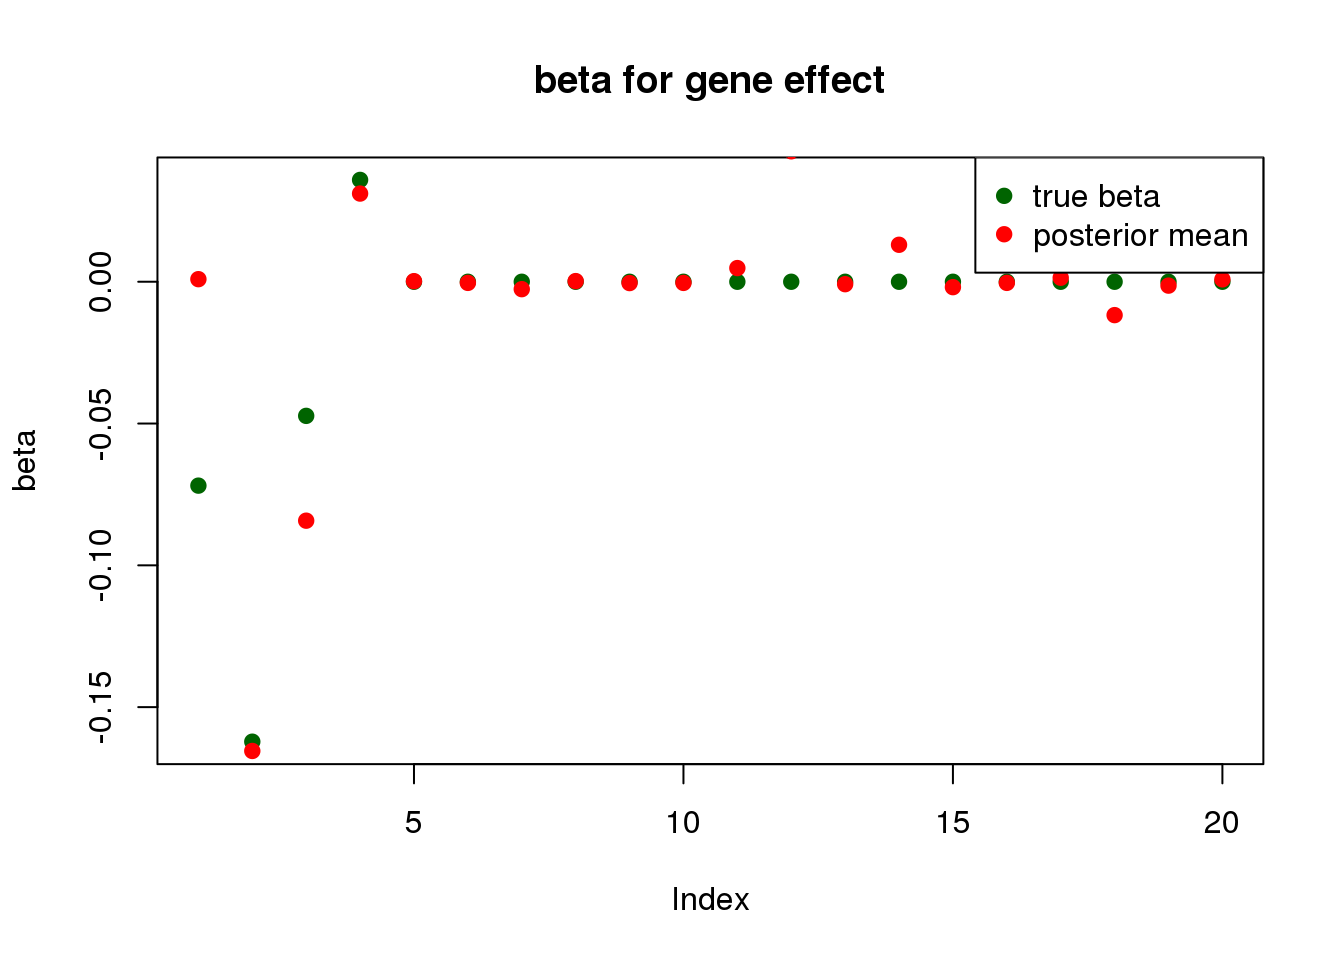 beta for gene effect
true beta
posterior mean
0.00
-0.05
-0.10
-0.15
beta
5 10 15 20
Index